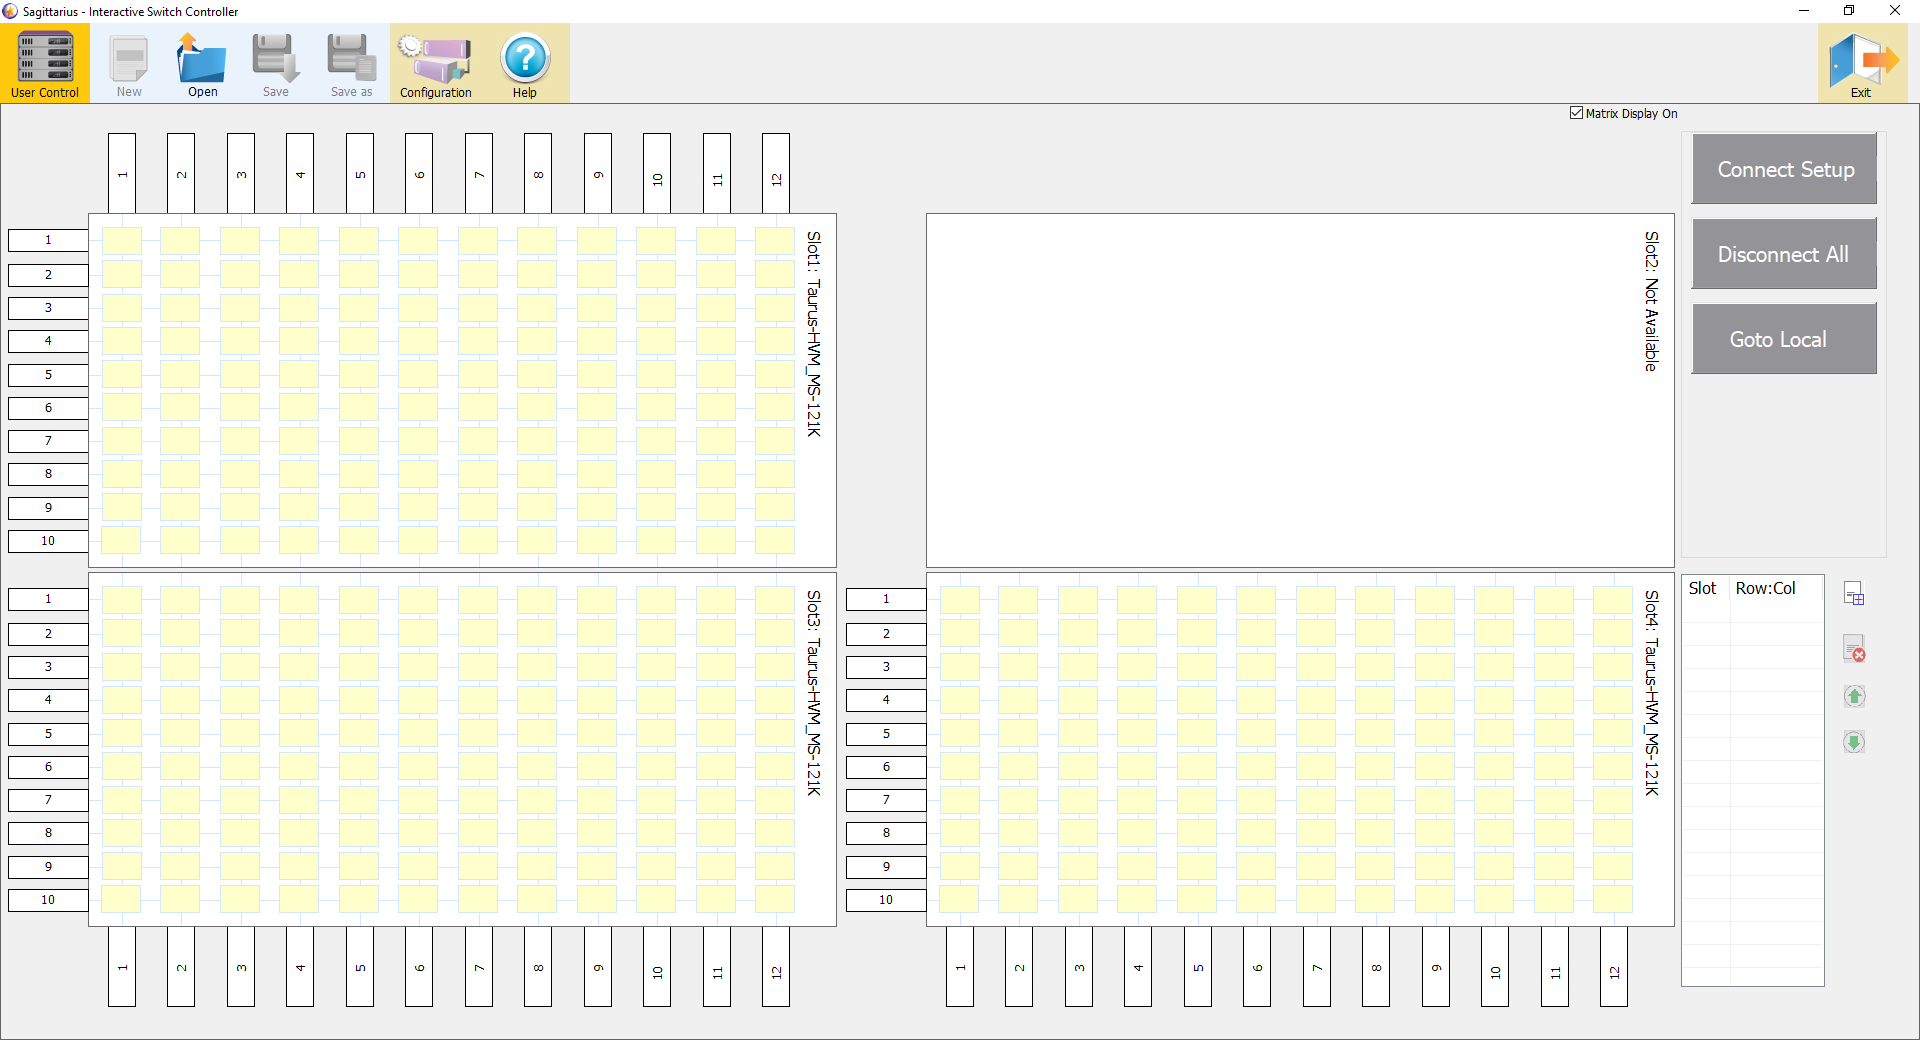 Sagittarius - Interactive Switch Controller
User Control
New
Open
Save
Save as
Configuration
Help
Exit
Matrix Display On
1 2 3 4 5 6 7 8 9 10 11 12
1
2
3
4
5
6
7
8
9
10
Slot1: Taurus-HVM_MS-121K
Slot2: Not Available
Connect Setup
Disconnect All
Goto Local
1
2
3
4
5
6
7
8
9
10
Slot3: Taurus-HVM_MS-121K
1 2 3 4 5 6 7 8 9 10 11 12
1
2
3
4
5
6
7
8
9
10
Slot4: Taurus-HVM_MS-121K
1 2 3 4 5 6 7 8 9 10 11 12
Slot Row:Col